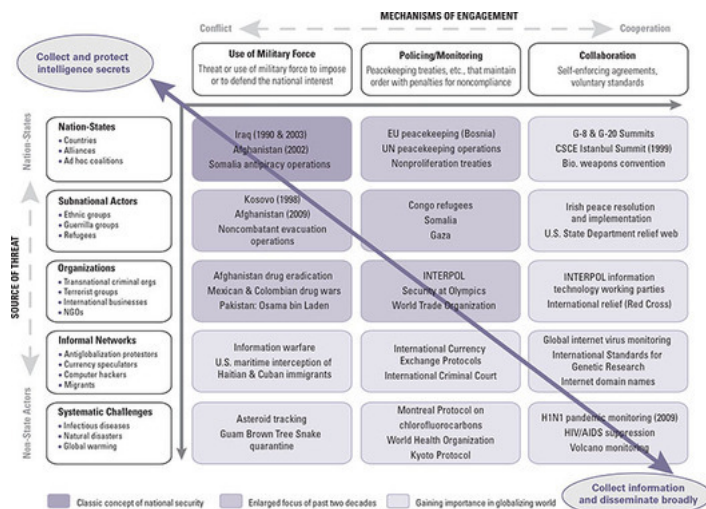 MECHANISMS OF ENGAGEMENT
Conflict
Cooperation
Collect and protect
intelligence secrets
Use of Military Force
Threat or use of military force to impose
or to defend the national interest
Policing/Monitoring
Peacekeeping treaties, etc., that maintain
order with penalties for noncompliance
Collaboration
Self-enforcing agreements,
voluntary standards
SOURCE OF THREAT
Nation-States
Non-State Actors
Nation-States
• Countries
• Alliances
• Ad hoc coalitions
Iraq (1990 & 2003)
Afghanistan (2002)
Somalia antipiracy operations
EU peacekeeping (Bosnia)
UN peacekeeping operations
Nonproliferation treaties
G-8 & G-20 Summits
CSCE Istanbul Summit (1999)
Bio. weapons convention
Subnational Actors
• Ethnic groups
• Guerrilla groups
• Refugees
Kosovo (1998)
Afghanistan (2009)
Noncombatant evacuation
operations
Congo refugees
Somalia
Gaza
Irish peace resolution
and implementation
U.S. State Department relief web
Organizations
• Transnational criminal orgs
• Terrorist groups
• International businesses
• NGOs
Afghanistan drug eradication
Mexican & Colombian drug wars
Pakistan: Osama bin Laden
INTERPOL
Security at Olympics
World Trade Organization
INTERPOL information
technology working parties
International relief (Red Cross)
Informal Networks
• Antiglobalization protestors
• Currency speculators
• Computer hackers
• Migrants
Information warfare
U.S. maritime interception of
Haitian & Cuban immigrants
International Currency
Exchange Protocols
International Criminal Court
Global internet virus monitoring
International Standards for
Genetic Research
Internet domain names
Systematic Challenges
• Infectious diseases
• Natural disasters
• Global warming
Asteroid tracking
Guam Brown Tree Snake
quarantine
Montreal Protocol on
chlorofluorocarbons
World Health Organization
Kyoto Protocol
H1N1 pandemic monitoring (2009)
HIV/AIDS suppression
Volcano monitoring
Collect information
and disseminate broadly
Classic concept of national security
Enlarged focus of past two decades
Gaining importance in globalizing world